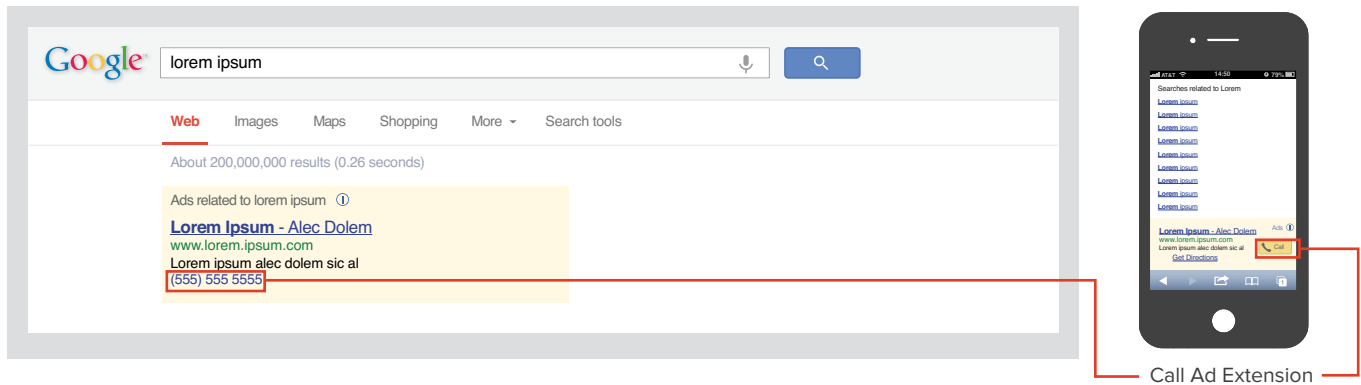 Google
lorem ipsum
Web Images Maps Shopping More Search tools
About 200,000,000 results (0.26 seconds)
Ads related to lorem ipsum
Lorem Ipsum - Alec Dolem
www.lorem.ipsum.com
Lorem ipsum alec dolem sic al
(555) 555 5555
AT&T 14:50 79%
Searches related to Lorem
Lorem ipsum
Lorem ipsum
Lorem ipsum
Lorem ipsum
Lorem ipsum
Lorem ipsum
Lorem ipsum
Lorem ipsum
Lorem ipsum
Lorem Ipsum - Alec Dolem Ads
www.lorem.ipsum.com
Lorem ipsum alec dolem sic al Call
Get Directions
1
Call Ad Extension